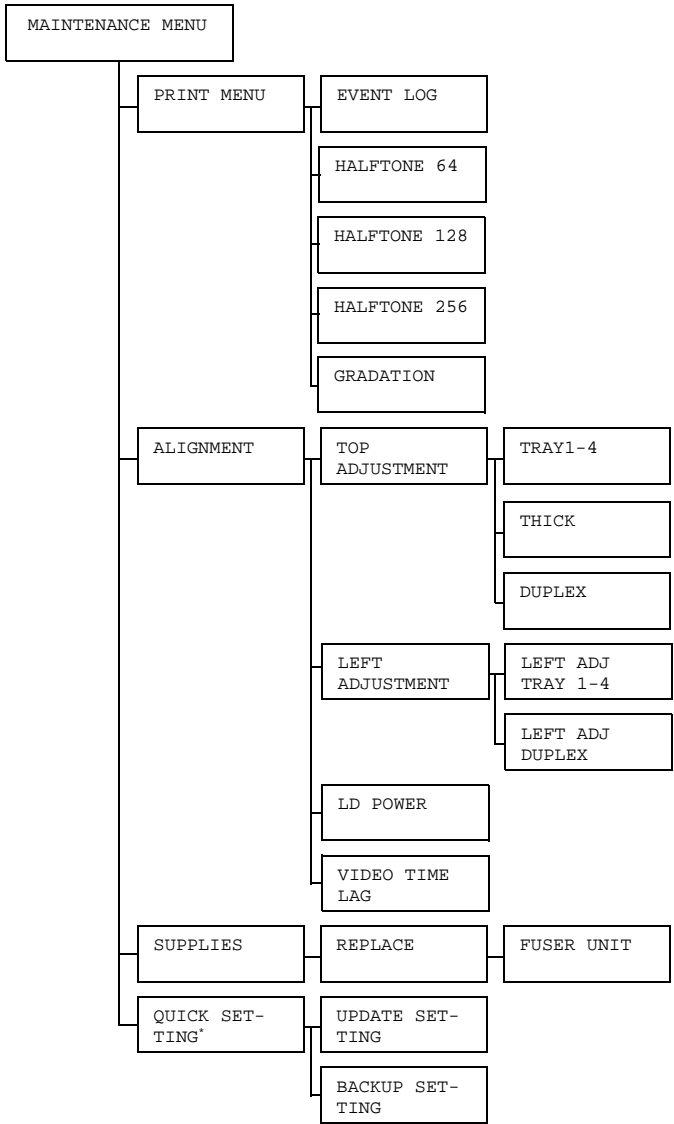 MAINTENANCE MENU
PRINT MENU
EVENT LOG
HALFTONE 64
HALFTONE 128
HALFTONE 256
GRADATION
ALIGNMENT
TOP
ADJUSTMENT
TRAY1-4
THICK
DUPLEX
LEFT
ADJUSTMENT
LEFT ADJ
TRAY 1-4
LEFT ADJ
DUPLEX
LD POWER
VIDEO TIME
LAG
SUPPLIES
REPLACE
FUSER UNIT
QUICK SET-
TING*
UPDATE SET-
TING
BACKUP SET-
TING